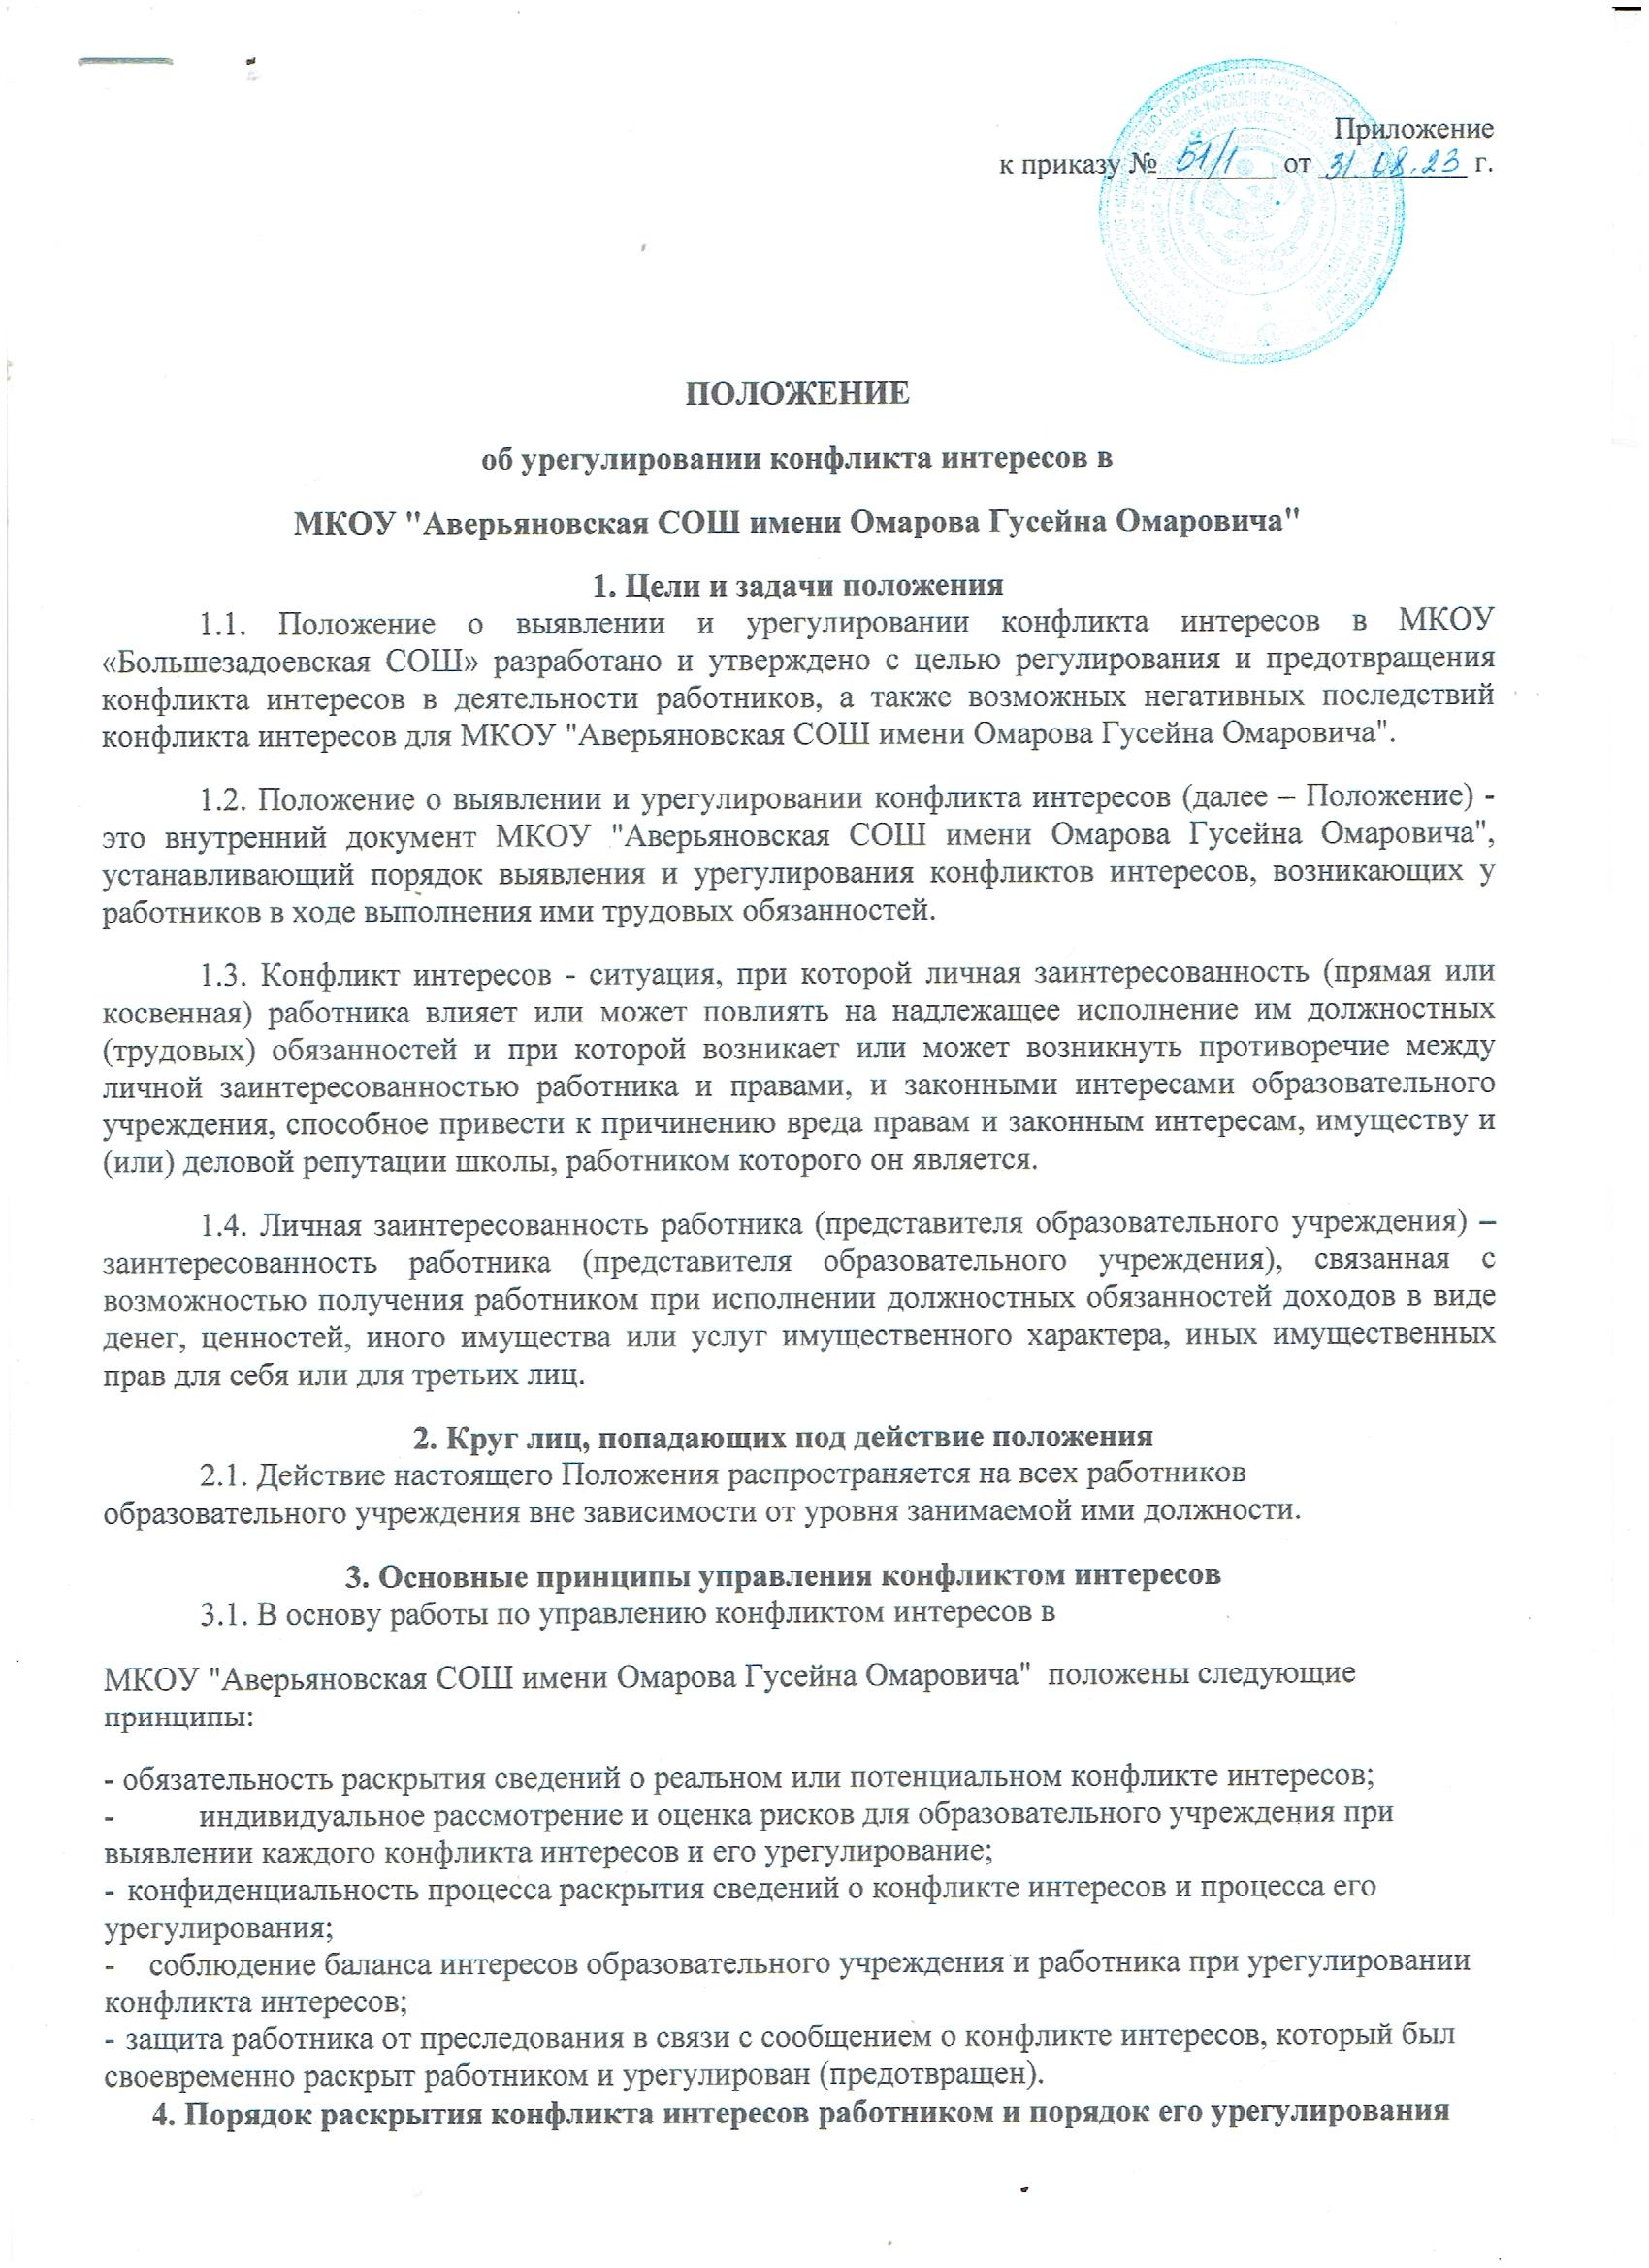 Приложение
к приказу № 51/1 от 31.08.23 г.
ПОЛОЖЕНИЕ
об урегулировании конфликта интересов в
МКОУ "Аверьяновская СОШ имени Омарова Гусейна Омаровича"
1. Цели и задачи положения
1.1. Положение о выявлении и урегулировании конфликта интересов в МКОУ
«Большезадоевская СОШ» разработано и утверждено с целью регулирования и предотвращения
конфликта интересов в деятельности работников, а также возможных негативных последствий
конфликта интересов для МКОУ "Аверьяновская СОШ имени Омарова Гусейна Омаровича".
1.2. Положение о выявлении и урегулировании конфликта интересов (далее – Положение) -
это внутренний документ МКОУ "Аверьяновская СОШ имени Омарова Гусейна Омаровича",
устанавливающий порядок выявления и урегулирования конфликтов интересов, возникающих у
работников в ходе выполнения ими трудовых обязанностей.
1.3. Конфликт интересов - ситуация, при которой личная заинтересованность (прямая или
косвенная) работника влияет или может повлиять на надлежащее исполнение им должностных
(трудовых) обязанностей и при которой возникает или может возникнуть противоречие между
личной заинтересованностью работника и правами, и законными интересами образовательного
учреждения, способное привести к причинению вреда правам и законным интересам, имуществу и
(или) деловой репутации школы, работником которого он является.
1.4. Личная заинтересованность работника (представителя образовательного учреждения) –
заинтересованность работника (представителя образовательного учреждения), связанная с
возможностью получения работником при исполнении должностных обязанностей доходов в виде
денег, ценностей, иного имущества или услуг имущественного характера, иных имущественных
прав для себя или для третьих лиц.
2. Круг лиц, попадающих под действие положения
2.1. Действие настоящего Положения распространяется на всех работников
образовательного учреждения вне зависимости от уровня занимаемой ими должности.
3. Основные принципы управления конфликтом интересов
3.1. В основу работы по управлению конфликтом интересов в
МКОУ "Аверьяновская СОШ имени Омарова Гусейна Омаровича" положены следующие
принципы:
- обязательность раскрытия сведений о реальном или потенциальном конфликте интересов;
- индивидуальное рассмотрение и оценка рисков для образовательного учреждения при
выявлении каждого конфликта интересов и его урегулирование;
- конфиденциальность процесса раскрытия сведений о конфликте интересов и процесса его
урегулирования;
- соблюдение баланса интересов образовательного учреждения и работника при урегулировании
конфликта интересов;
- защита работника от преследования в связи с сообщением о конфликте интересов, который был
своевременно раскрыт работником и урегулирован (предотвращен).
4. Порядок раскрытия конфликта интересов работником и порядок его урегулирования